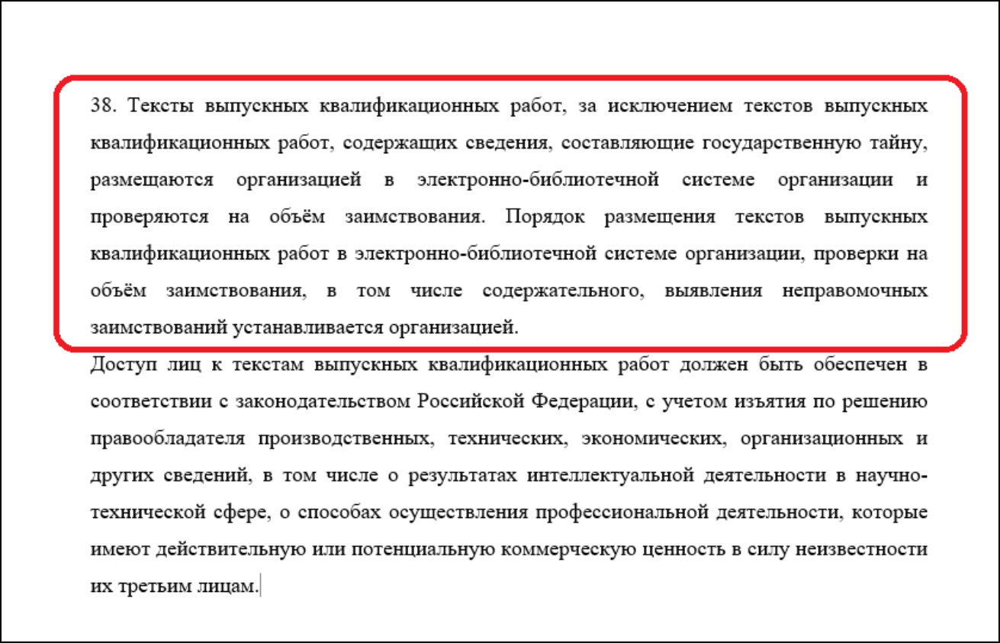 38. Тексты выпускных квалификационных работ, за исключением текстов выпускных
квалификационных работ, содержащих сведения, составляющие государственную тайну,
размещаются организацией в электронно-библиотечной системе организации и
проверяются на объём заимствования. Порядок размещения текстов выпускных
квалификационных работ в электронно-библиотечной системе организации, проверки на
объём заимствования, в том числе содержательного, выявления неправомочных
заимствований устанавливается организацией.
Доступ лиц к текстам выпускных квалификационных работ должен быть обеспечен в
соответствии с законодательством Российской Федерации, с учетом изъятия по решению
правообладателя производственных, технических, экономических, организационных и
других сведений, в том числе о результатах интеллектуальной деятельности в научно-
технической сфере, о способах осуществления профессиональной деятельности, которые
имеют действительную или потенциальную коммерческую ценность в силу неизвестности
их третьим лицам.